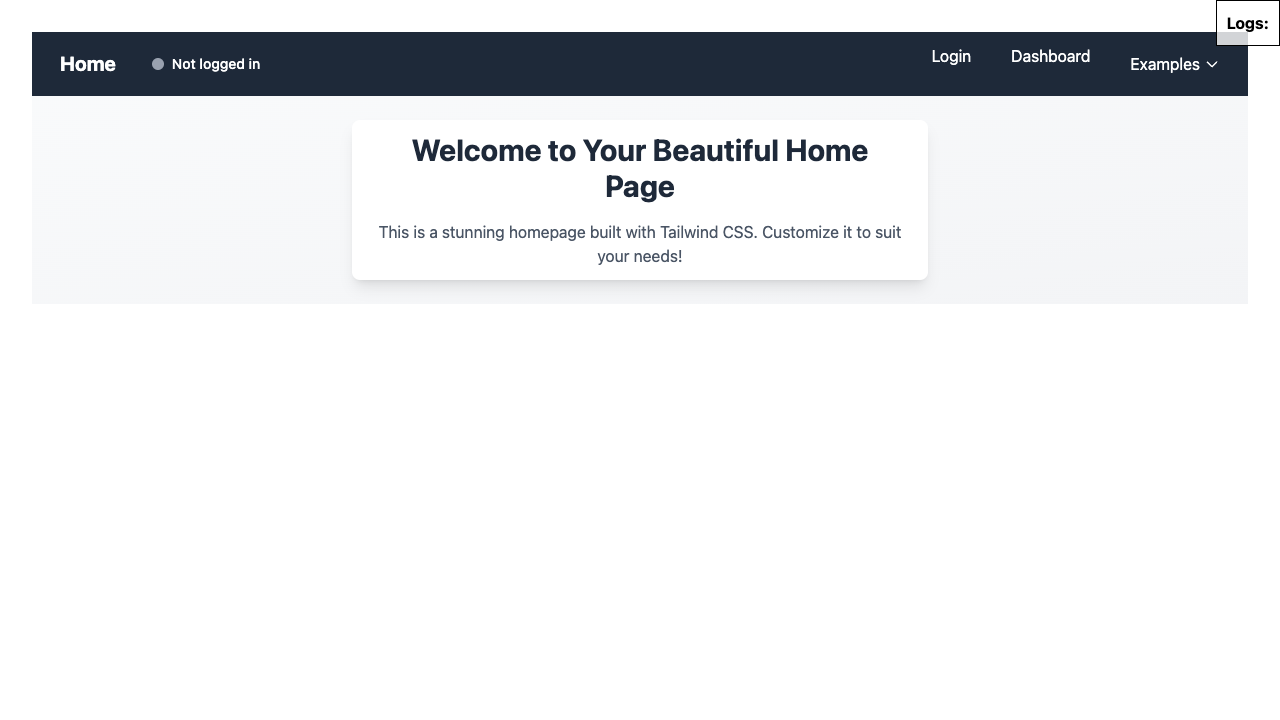 Logs:
Home
Not logged in
Login
Dashboard
Examples
Welcome to Your Beautiful Home
Page
This is a stunning homepage built with Tailwind CSS. Customize it to suit
your needs!